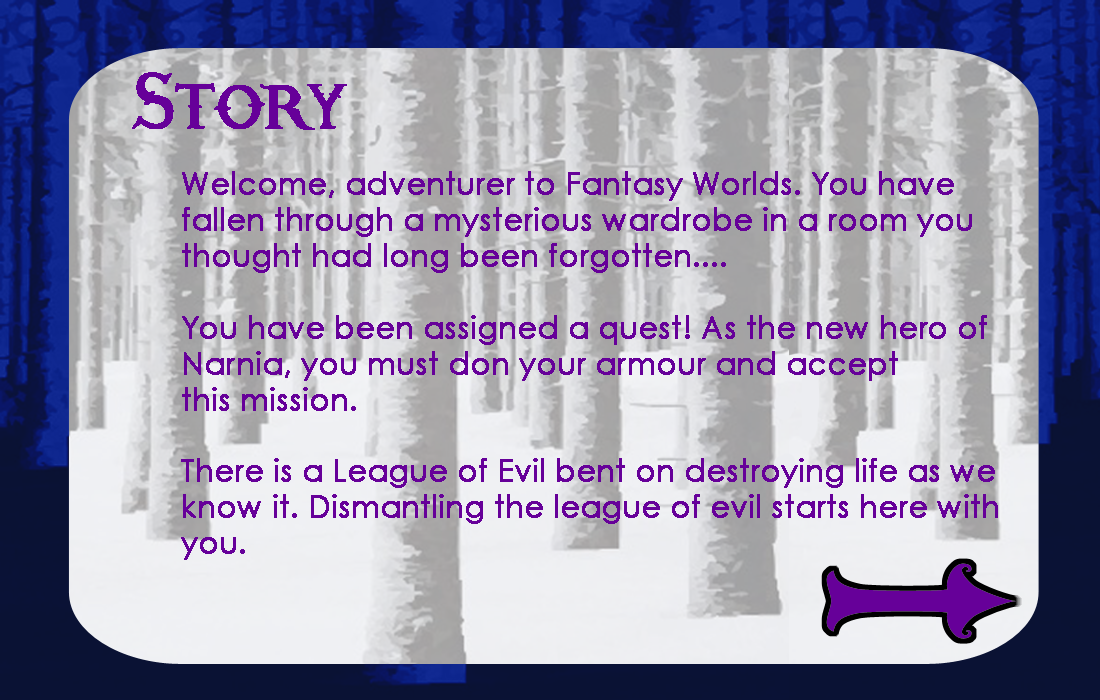 Story
Welcome, adventurer to Fantasy Worlds. You have
fallen through a mysterious wardrobe in a room you
thought had long been forgotten....
You have been assigned a quest! As the new hero of
Narnia, you must don your armour and accept
this mission.
There is a League of Evil bent on destroying life as we
know it. Dismantling the league of evil starts here with
you.